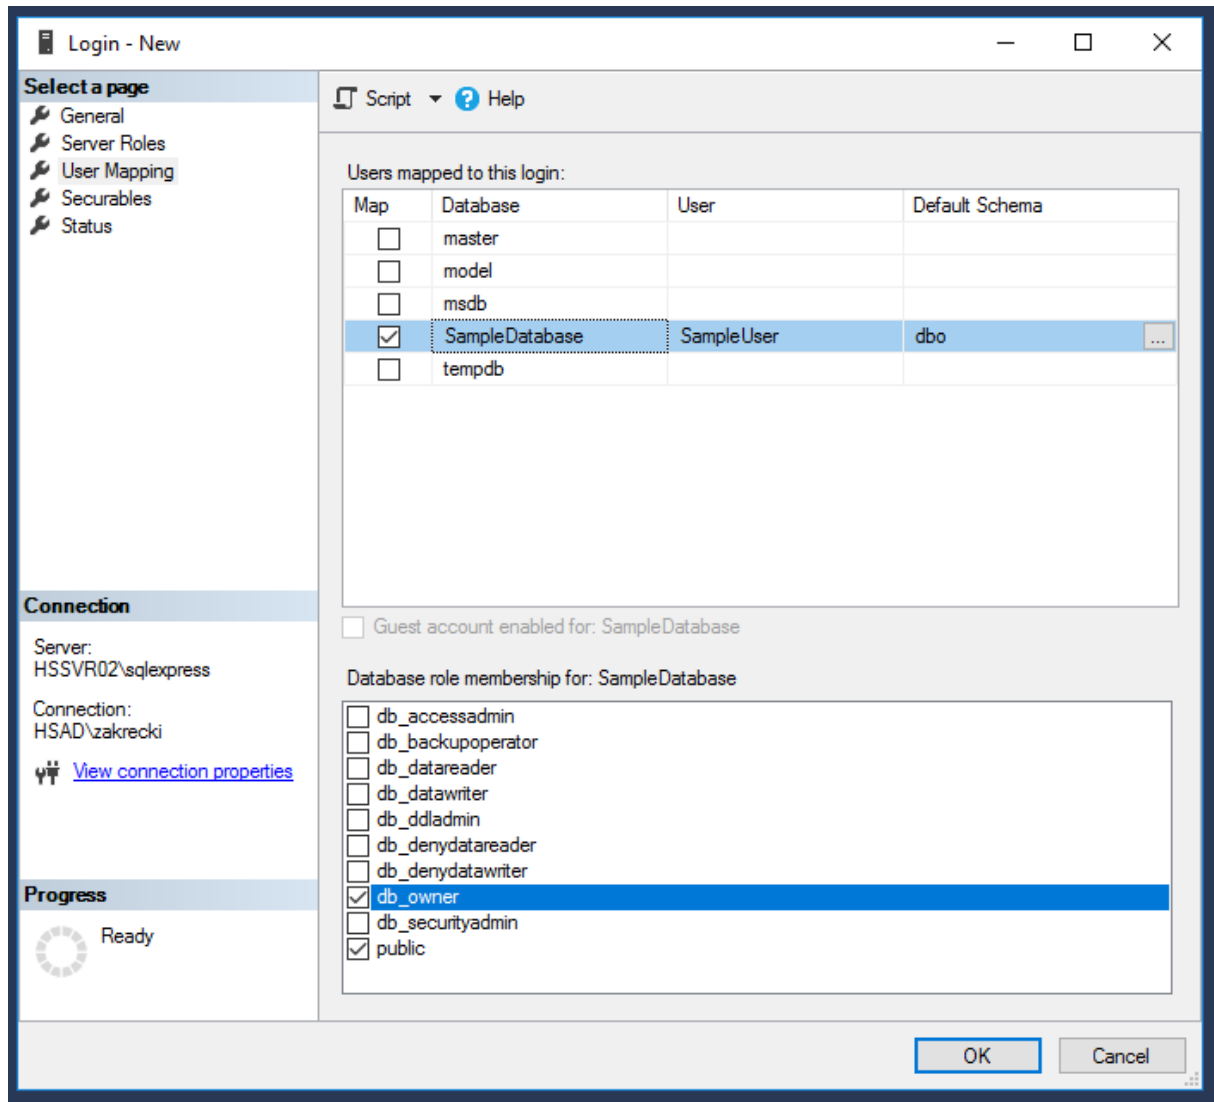 Login - New
Select a page
General
Server Roles
User Mapping
Securables
Status
Script Help
Users mapped to this login:
Map Database User Default Schema
master
model
msdb
SampleDatabase SampleUser dbo ...
tempdb
Guest account enabled for: SampleDatabase
Database role membership for: SampleDatabase
db_accessadmin
db_backupoperator
db_datareader
db_datawriter
db_ddladmin
db_denydatareader
db_denydatawriter
db_owner
db_securityadmin
public
Connection
Server:
HSSVR02\sqlexpress
Connection:
HSAD\zakrecki
View connection properties
Progress
Ready
OK Cancel